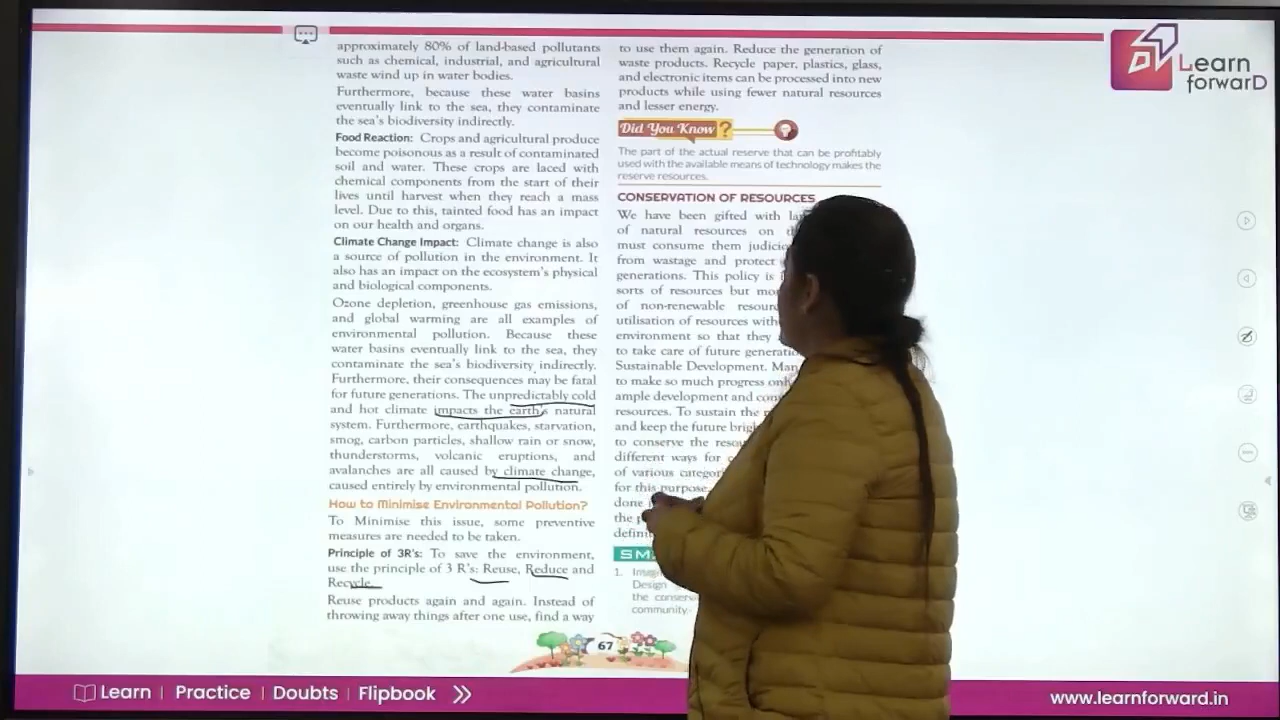 approximately 80% of land-based pollutants
such as chemical, industrial, and agricultural
waste wind up in water bodies.
Furthermore, because these water basins
eventually link to the sea, they contaminate
the sea's biodiversity indirectly.
Food Reaction: Crops and agricultural produce
become poisonous as a result of contaminated
soil and water. These crops are laced with
chemical components from the start of their
lives until harvest when they reach a mass
level. Due to this, tainted food has an impact
on our health and organs.
Climate Change Impact: Climate change is also
a source of pollution in the environment. It
also has an impact on the ecosystem's physical
and biological components.
Ozone depletion, greenhouse gas emissions,
and global warming are all examples of
environmental pollution. Because these
water basins eventually link to the sea, they
contaminate the sea's biodiversity indirectly.
Furthermore, their consequences may be fatal
for future generations. The unpredictably cold
and hot climate impacts the earth's natural
system. Furthermore, earthquakes, starvation,
smog, carbon particles, shallow rain or snow,
thunderstorms, volcanic eruptions, and
avalanches are all caused by climate change,
caused entirely by environmental pollution.
How to Minimise Environmental Pollution?
To Minimise this issue, some preventive
measures are needed to be taken.
Principle of 3R's: To save the environment,
use the principle of 3 R's: Reuse, Reduce and
Recycle.
Reuse products again and again. Instead of
throwing away things after one use, find a way
to use them again. Reduce the generation of
waste products. Recycle paper, plastics, glass,
and electronic items can be processed into new
products while using fewer natural resources
and lesser energy.
Did You Know ?
The part of the actual reserve that can be profitably
used with the available means of technology makes the
reserve resources.
CONSERVATION OF RESOURCES
We have been gifted with
of natural resources on
must consume them
from wastage and protect
generations. This policy is
sorts of resources but
of non-renewable
utilisation of resources
environment so that they
to take care of future
Sustainable Development.
to make so much progress
ample development and
resources. To sustain the
and keep the future
to conserve the
different ways for
of various
for this purpose.
done
the
1.
Design
the
community.
67
Learn
forwarD
Learn | Practice | Doubts | Flipbook
www.learnforward.in